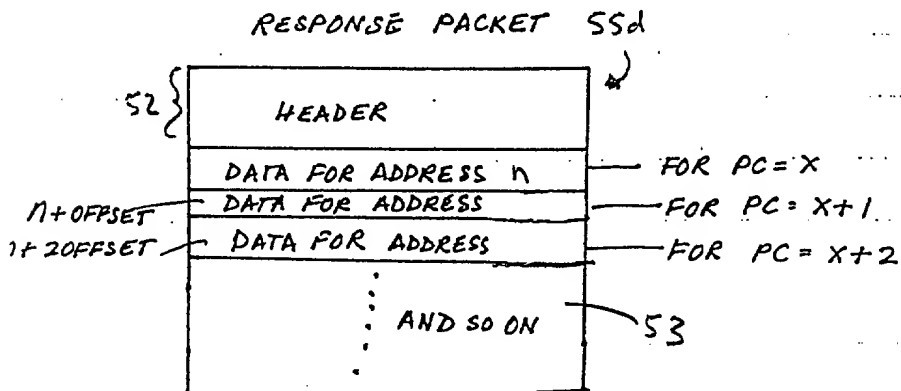 RESPONSE PACKET 55d
52
HEADER
DATA FOR ADDRESS n
FOR PC = X
n+OFFSET
DATA FOR ADDRESS
FOR PC = X+1
n+2OFFSET
DATA FOR ADDRESS
FOR PC = X+2
AND SO ON
53